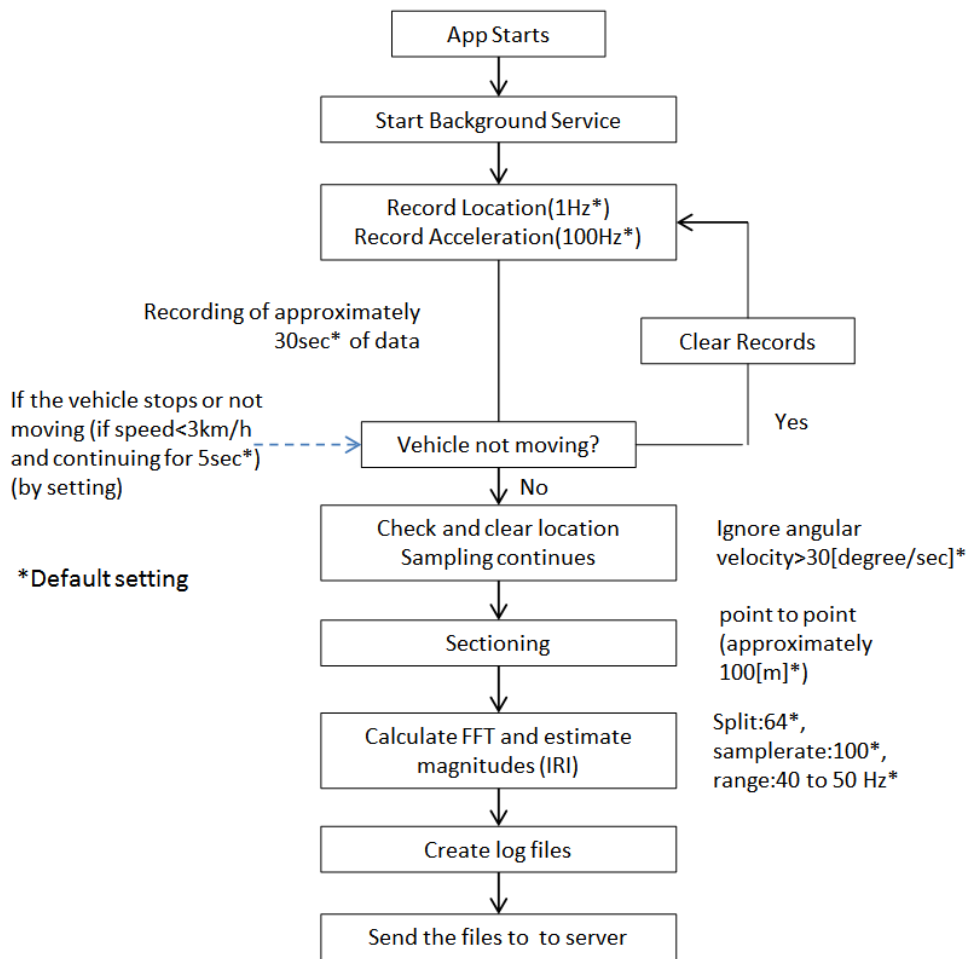 App Starts
Start Background Service
Record Location(1Hz*)
Record Acceleration(100Hz*)
Recording of approximately
30sec* of data
Clear Records
If the vehicle stops or not
moving (if speed<3km/h
and continuing for 5sec*)
(by setting)
Vehicle not moving?
Yes
No
Check and clear location
Sampling continues
Ignore angular
velocity>30[degree/sec]*
*Default setting
Sectioning
point to point
(approximately
100[m]*)
Calculate FFT and estimate
magnitudes (IRI)
Split:64*,
samplerate:100*,
range:40 to 50 Hz*
Create log files
Send the files to  to server